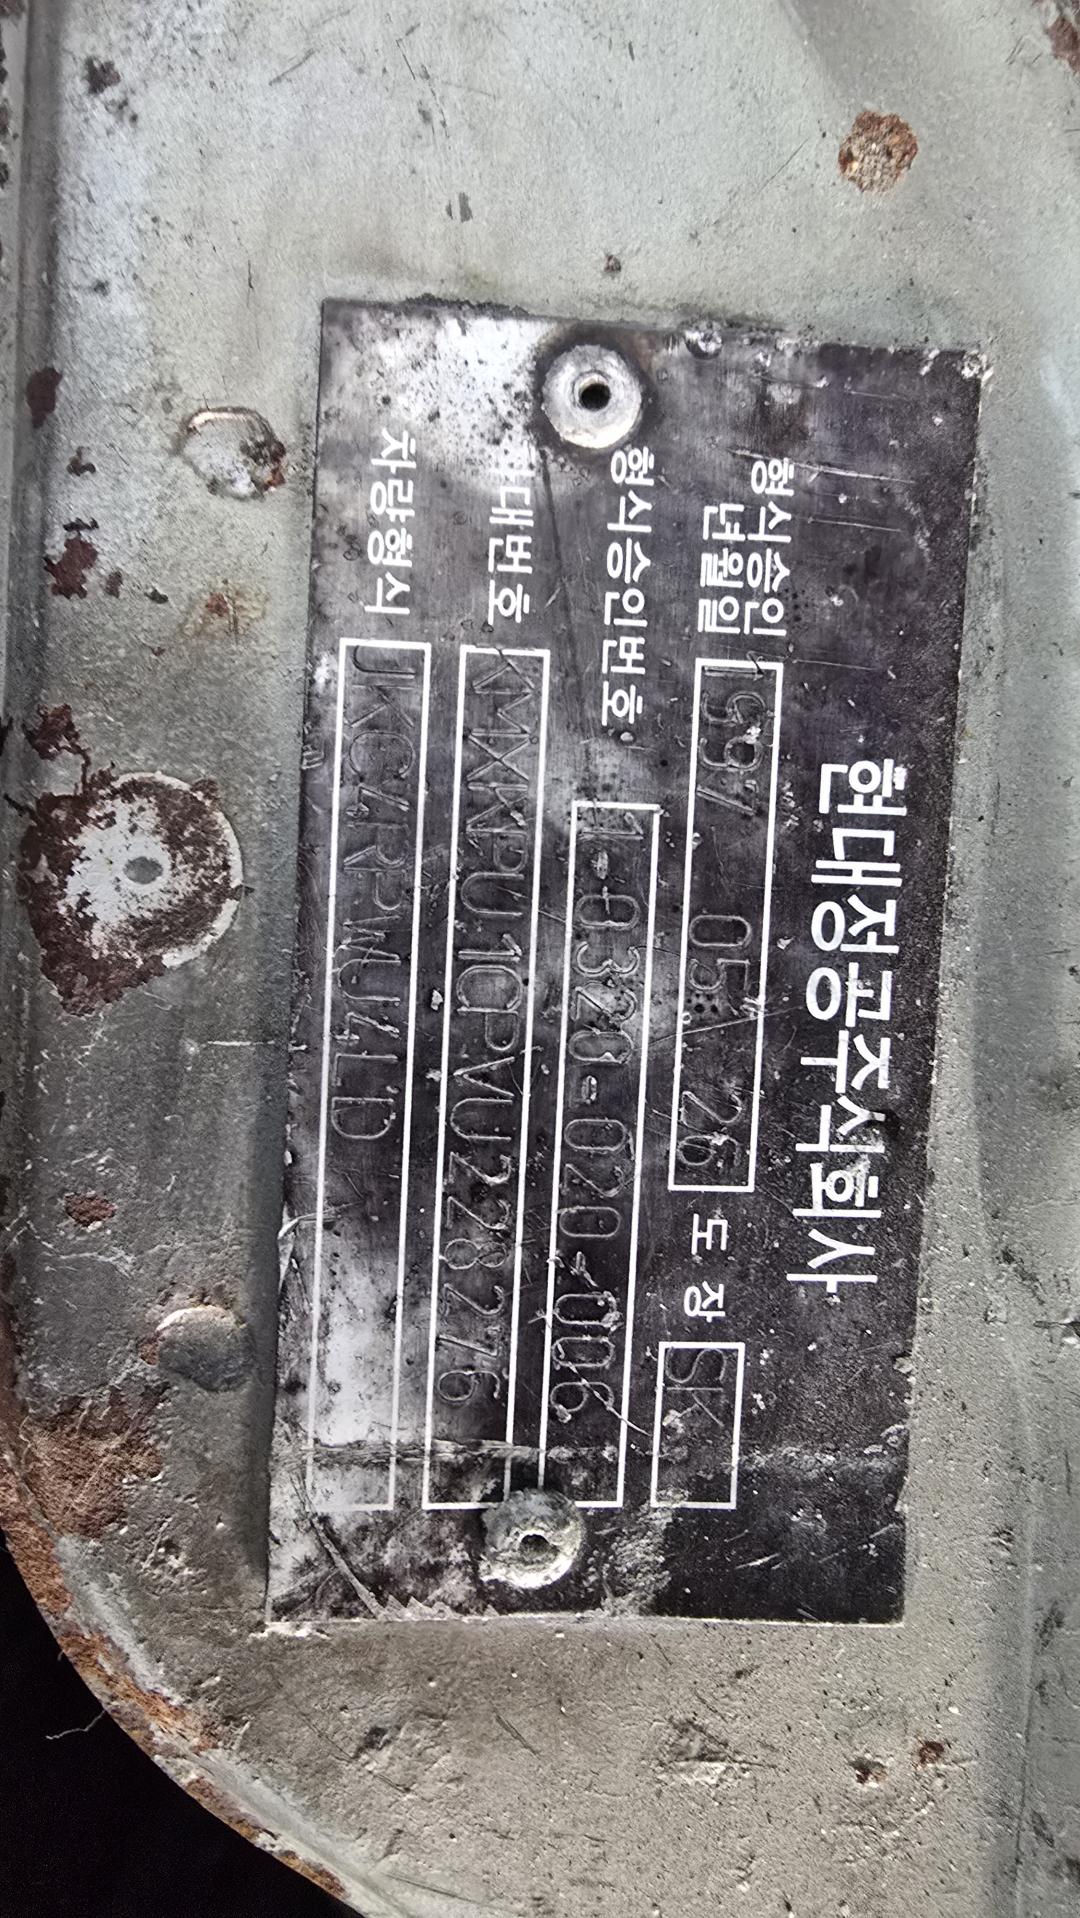 현대정공주식회사
형식승인
년월일 1997 05 26 도장 SK
형식승인번호 1-0320-020-006
차대번호 KMXKPU10PVU228276
차량형식 JKC4RPWU4LD